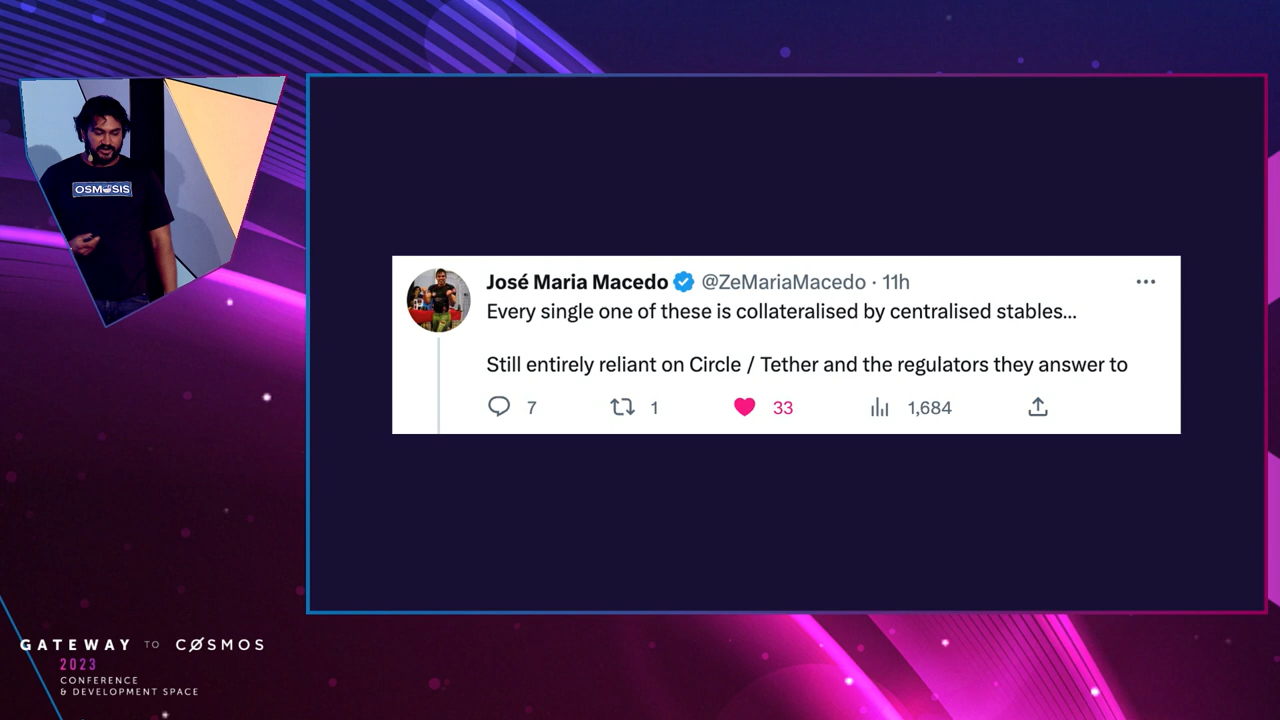 OSMOSIS
José Maria Macedo @ZeMariaMacedo · 11h
Every single one of these is collateralised by centralised stables...
Still entirely reliant on Circle / Tether and the regulators they answer to
7 1 33 1,684
GATEWAY TO CØSMOS
2023
CONFERENCE
& DEVELOPMENT SPACE